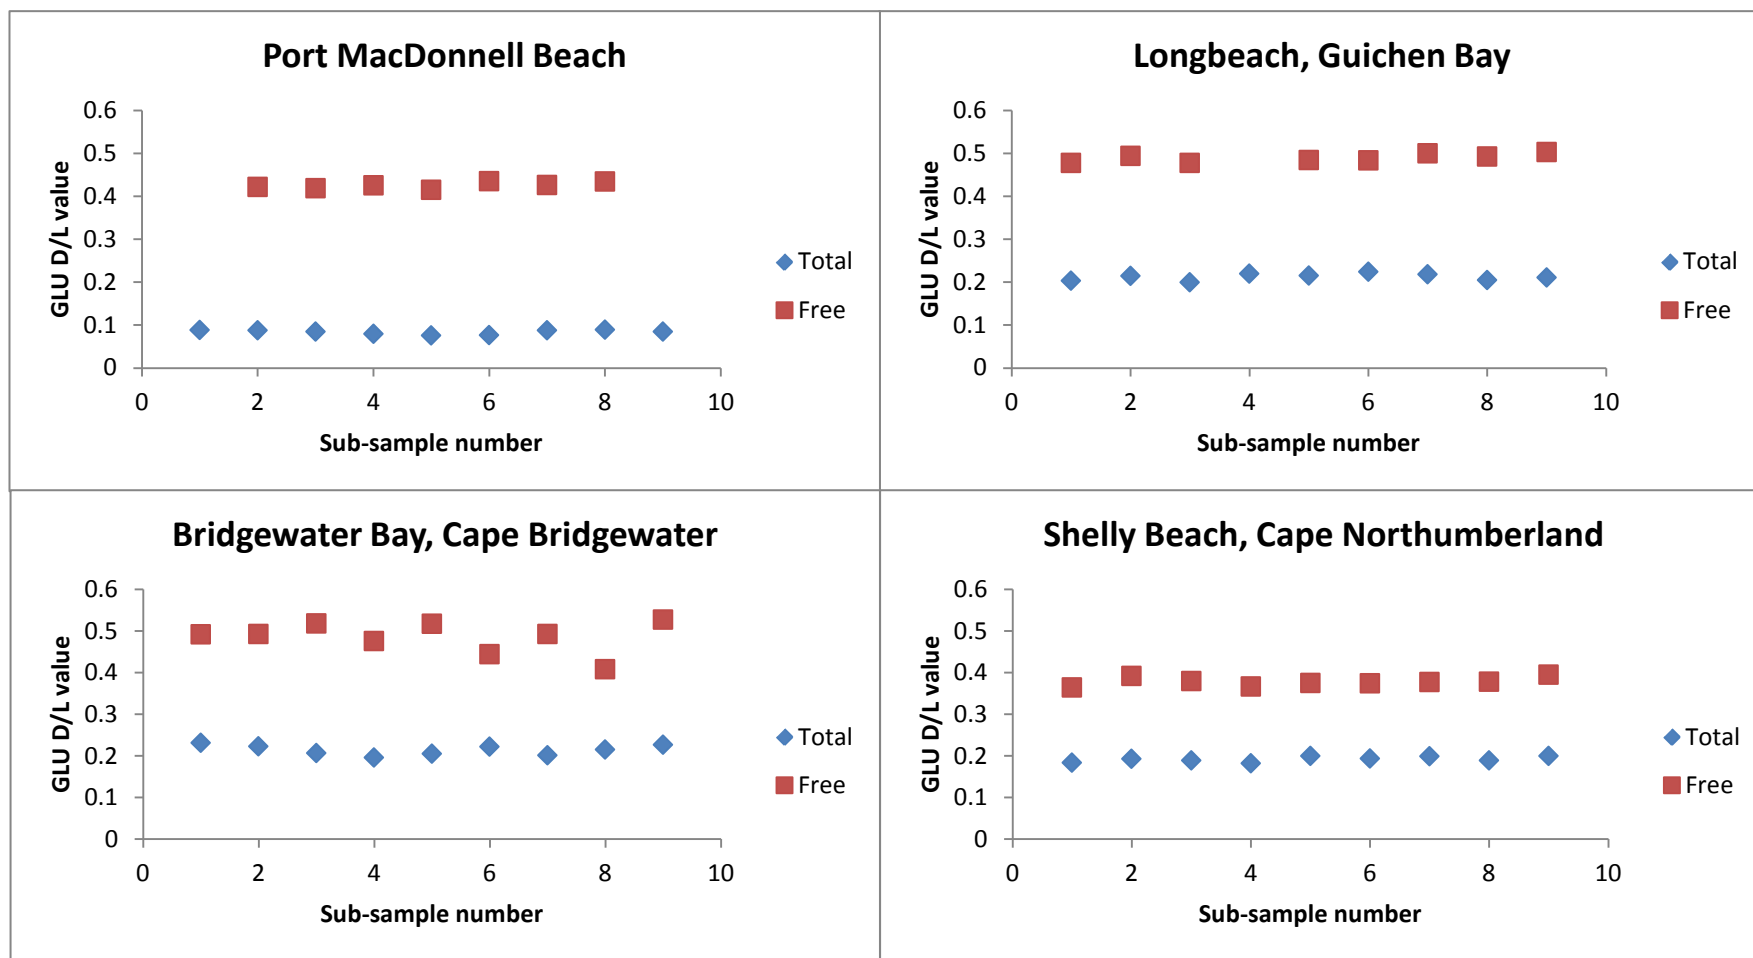 Port MacDonnell Beach
0.6
0.5
0.4
0.3
0.2
0.1
0
GLU D/L value
0 2 4 6 8 10
Sub-sample number
Total
Free
Longbeach, Guichen Bay
0.6
0.5
0.4
0.3
0.2
0.1
0
GLU D/L value
0 2 4 6 8 10
Sub-sample number
Total
Free
Bridgewater Bay, Cape Bridgewater
0.6
0.5
0.4
0.3
0.2
0.1
0
GLU D/L value
0 2 4 6 8 10
Sub-sample number
Total
Free
Shelly Beach, Cape Northumberland
0.6
0.5
0.4
0.3
0.2
0.1
0
GLU D/L value
0 2 4 6 8 10
Sub-sample number
Total
Free